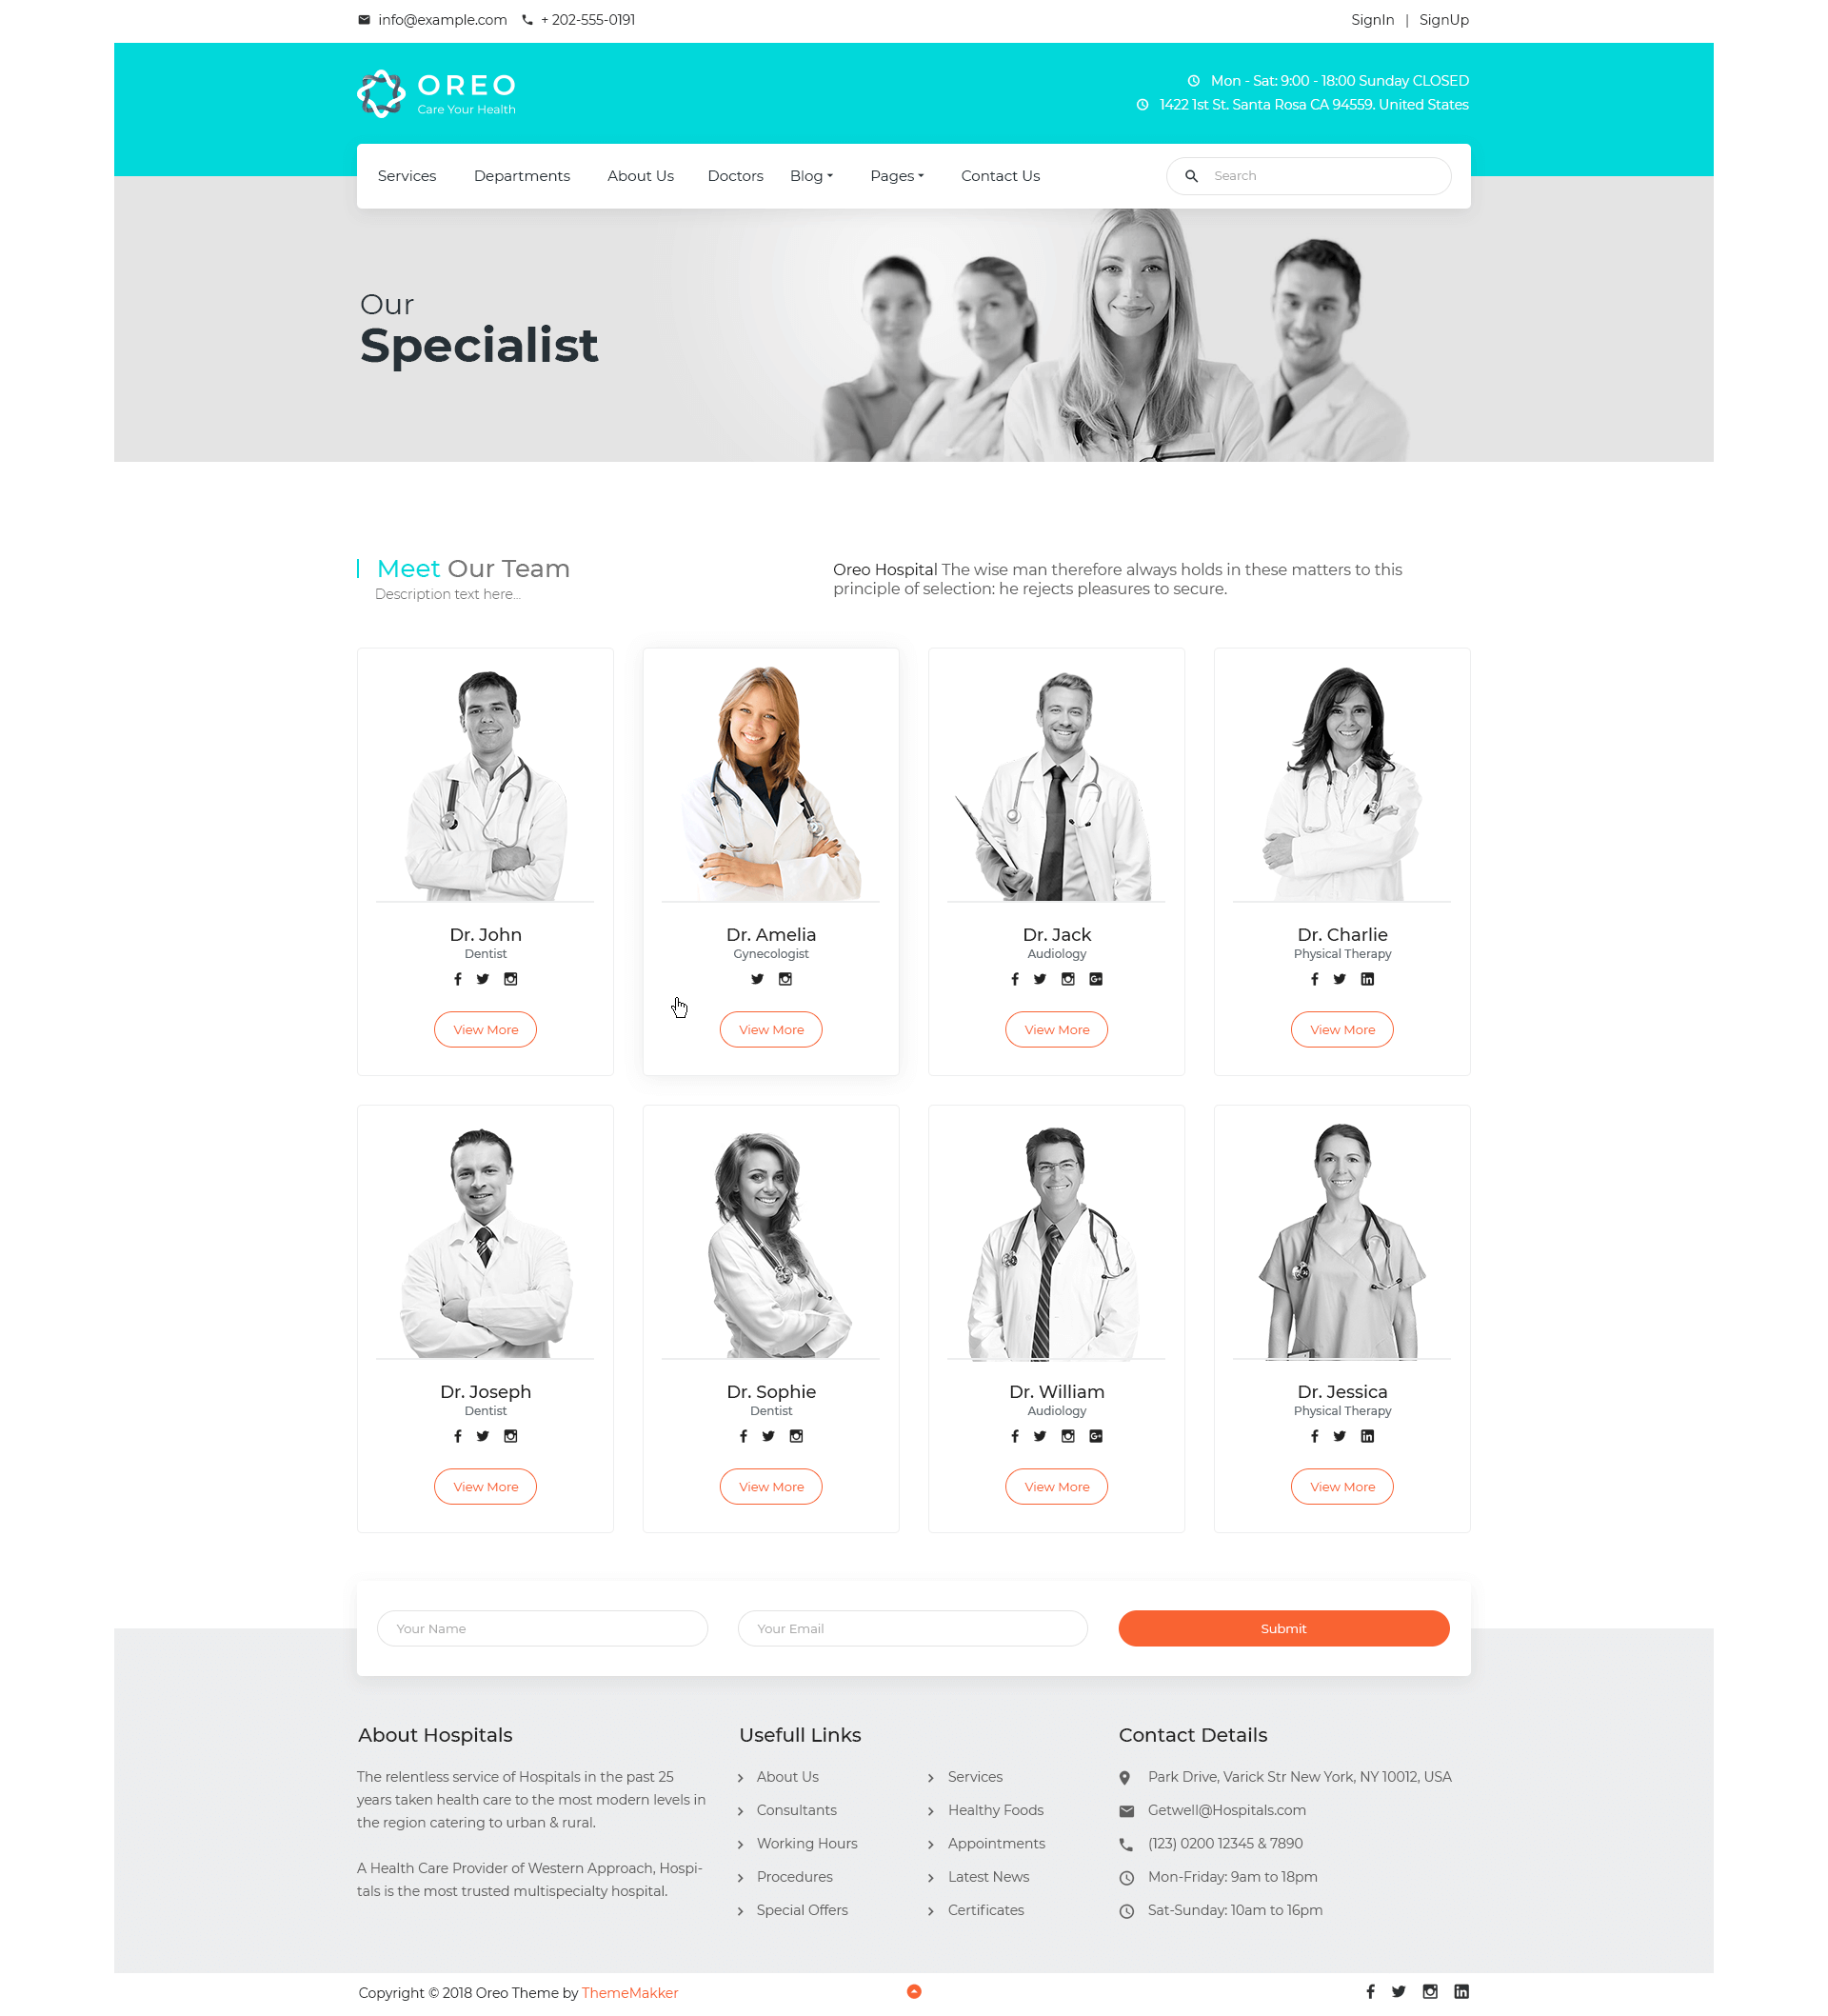 info@example.com + 202-555-0191 SignIn | SignUp
OREO
Care Your Health
Mon - Sat: 9:00 - 18:00 Sunday CLOSED
1422 1st St. Santa Rosa CA 94559. United States
Services Departments About Us Doctors Blog Pages Contact Us Search
Our
Specialist
Meet Our Team
Description text here...
Oreo Hospital The wise man therefore always holds in these matters to this
principle of selection: he rejects pleasures to secure.
Dr. John
Dentist
View More
Dr. Amelia
Gynecologist
View More
Dr. Jack
Audiology
G+
View More
Dr. Charlie
Physical Therapy
View More
Dr. Joseph
Dentist
View More
Dr. Sophie
Dentist
View More
Dr. William
Audiology
G+
View More
Dr. Jessica
Physical Therapy
View More
Your Name
Your Email
Submit
About Hospitals
The relentless service of Hospitals in the past 25
years taken health care to the most modern levels in
the region catering to urban & rural.
A Health Care Provider of Western Approach, Hospi-
tals is the most trusted multispecialty hospital.
Usefull Links
About Us
Consultants
Working Hours
Procedures
Special Offers
Services
Healthy Foods
Appointments
Latest News
Certificates
Contact Details
Park Drive, Varick Str New York, NY 10012, USA
Getwell@Hospitals.com
(123) 0200 12345 & 7890
Mon-Friday: 9am to 18pm
Sat-Sunday: 10am to 16pm
Copyright © 2018 Oreo Theme by ThemeMakker